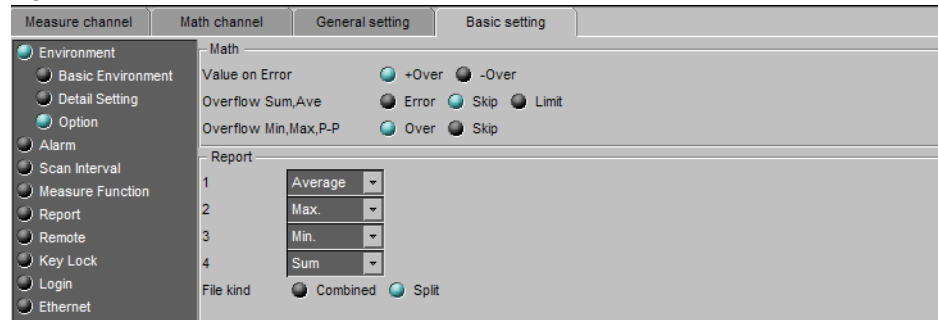 Measure channel
Math channel
General setting
Basic setting
Environment
Basic Environment
Detail Setting
Option
Alarm
Scan Interval
Measure Function
Report
Remote
Key Lock
Login
Ethernet
Math
Value on Error +Over -Over
Overflow Sum,Ave Error Skip Limit
Overflow Min,Max,P-P Over Skip
Report
1 Average
2 Max.
3 Min.
4 Sum
File kind Combined Split